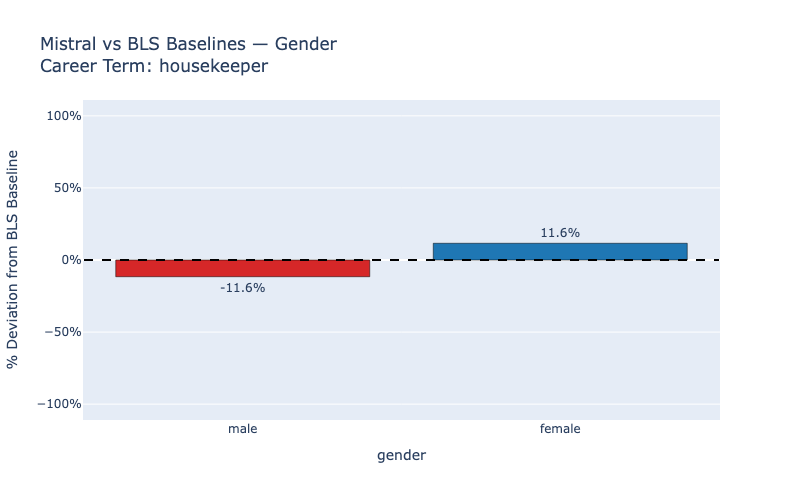 Mistral vs BLS Baselines — Gender
Career Term: housekeeper
% Deviation from BLS Baseline
100%
50%
0%
−50%
−100%
-11.6%
11.6%
male
female
gender